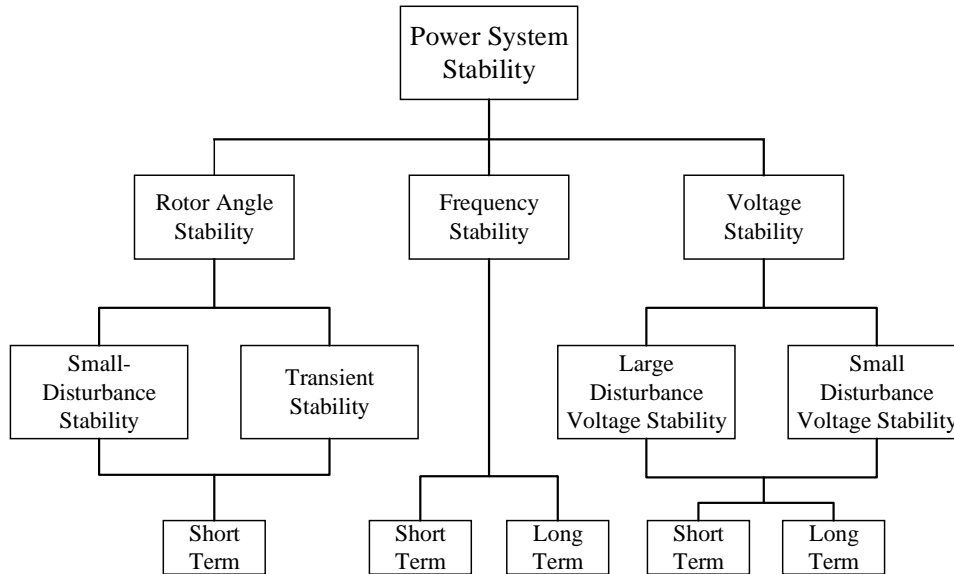 Power System
Stability
Rotor Angle
Stability
Frequency
Stability
Voltage
Stability
Small-
Disturbance
Stability
Transient
Stability
Large
Disturbance
Voltage Stability
Small
Disturbance
Voltage Stability
Short
Term
Short
Term
Long
Term
Short
Term
Long
Term